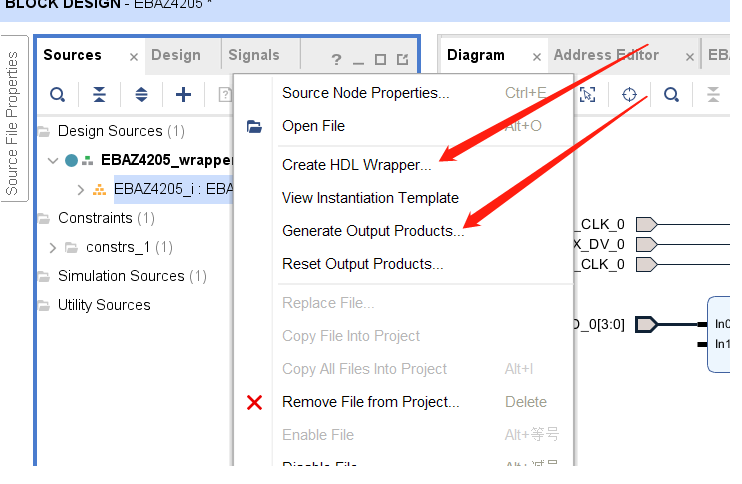 BLOCK DESIGN - EBAZ4205 *
Source File Properties
Sources × Design Signals ? _
Diagram × Address Editor × EB
Source Node Properties... Ctrl+E
Open File Alt+O
Create HDL Wrapper...
View Instantiation Template
Generate Output Products...
Reset Output Products...
Replace File...
Copy File Into Project
Copy All Files Into Project Alt+I
Remove File from Project... Delete
Enable File Alt+等号
Disable File Alt+减号
Design Sources (1)
EBAZ4205_wrapper
EBAZ4205_i : EBA
Constraints (1)
constrs_1 (1)
Simulation Sources (1)
Utility Sources
_CLK_0
X_DV_0
_CLK_0
D_0[3:0]
In0
In1